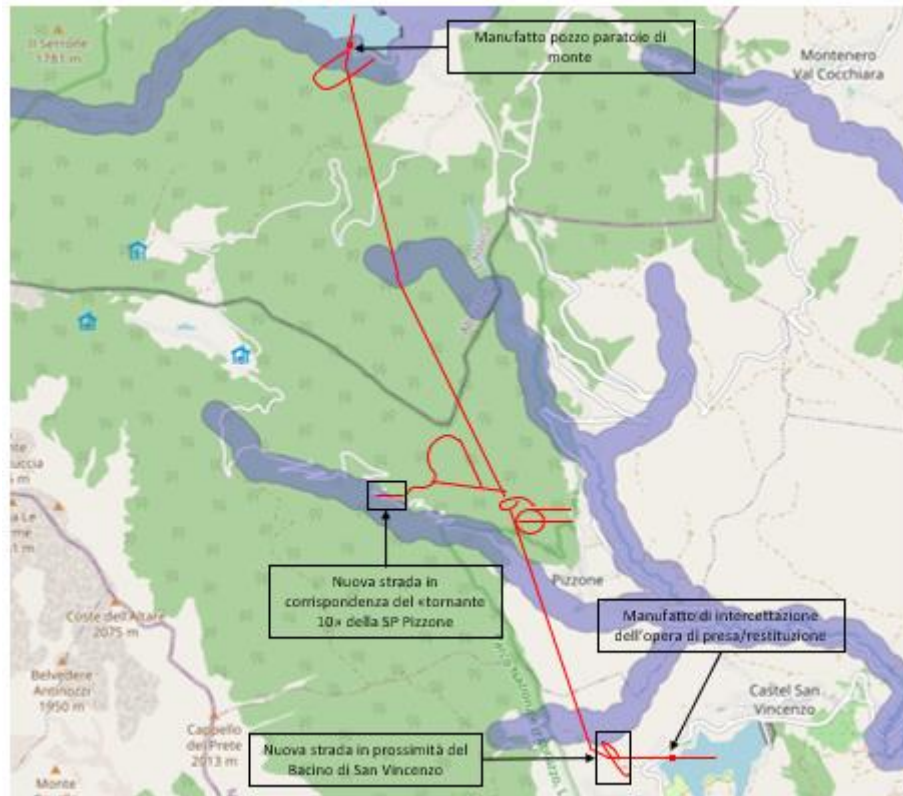 Il Serrone
1781 m
Manufatto pozzo paratoie di
monte
Montenero
Val Cocchiara
Nuova strada in
corrispondenza del «tornante
10» della SP Pizzone
Pizzone
Manufatto di intercettazione
dell'opera di presa/restituzione
Coste dell'Altare
2075 m
Belvedere
Antinozzi
1950 m
Cappello
del Prete
2013 m
Monte
Castel San
Vincenzo
Nuova strada in prossimità del
Bacino di San Vincenzo